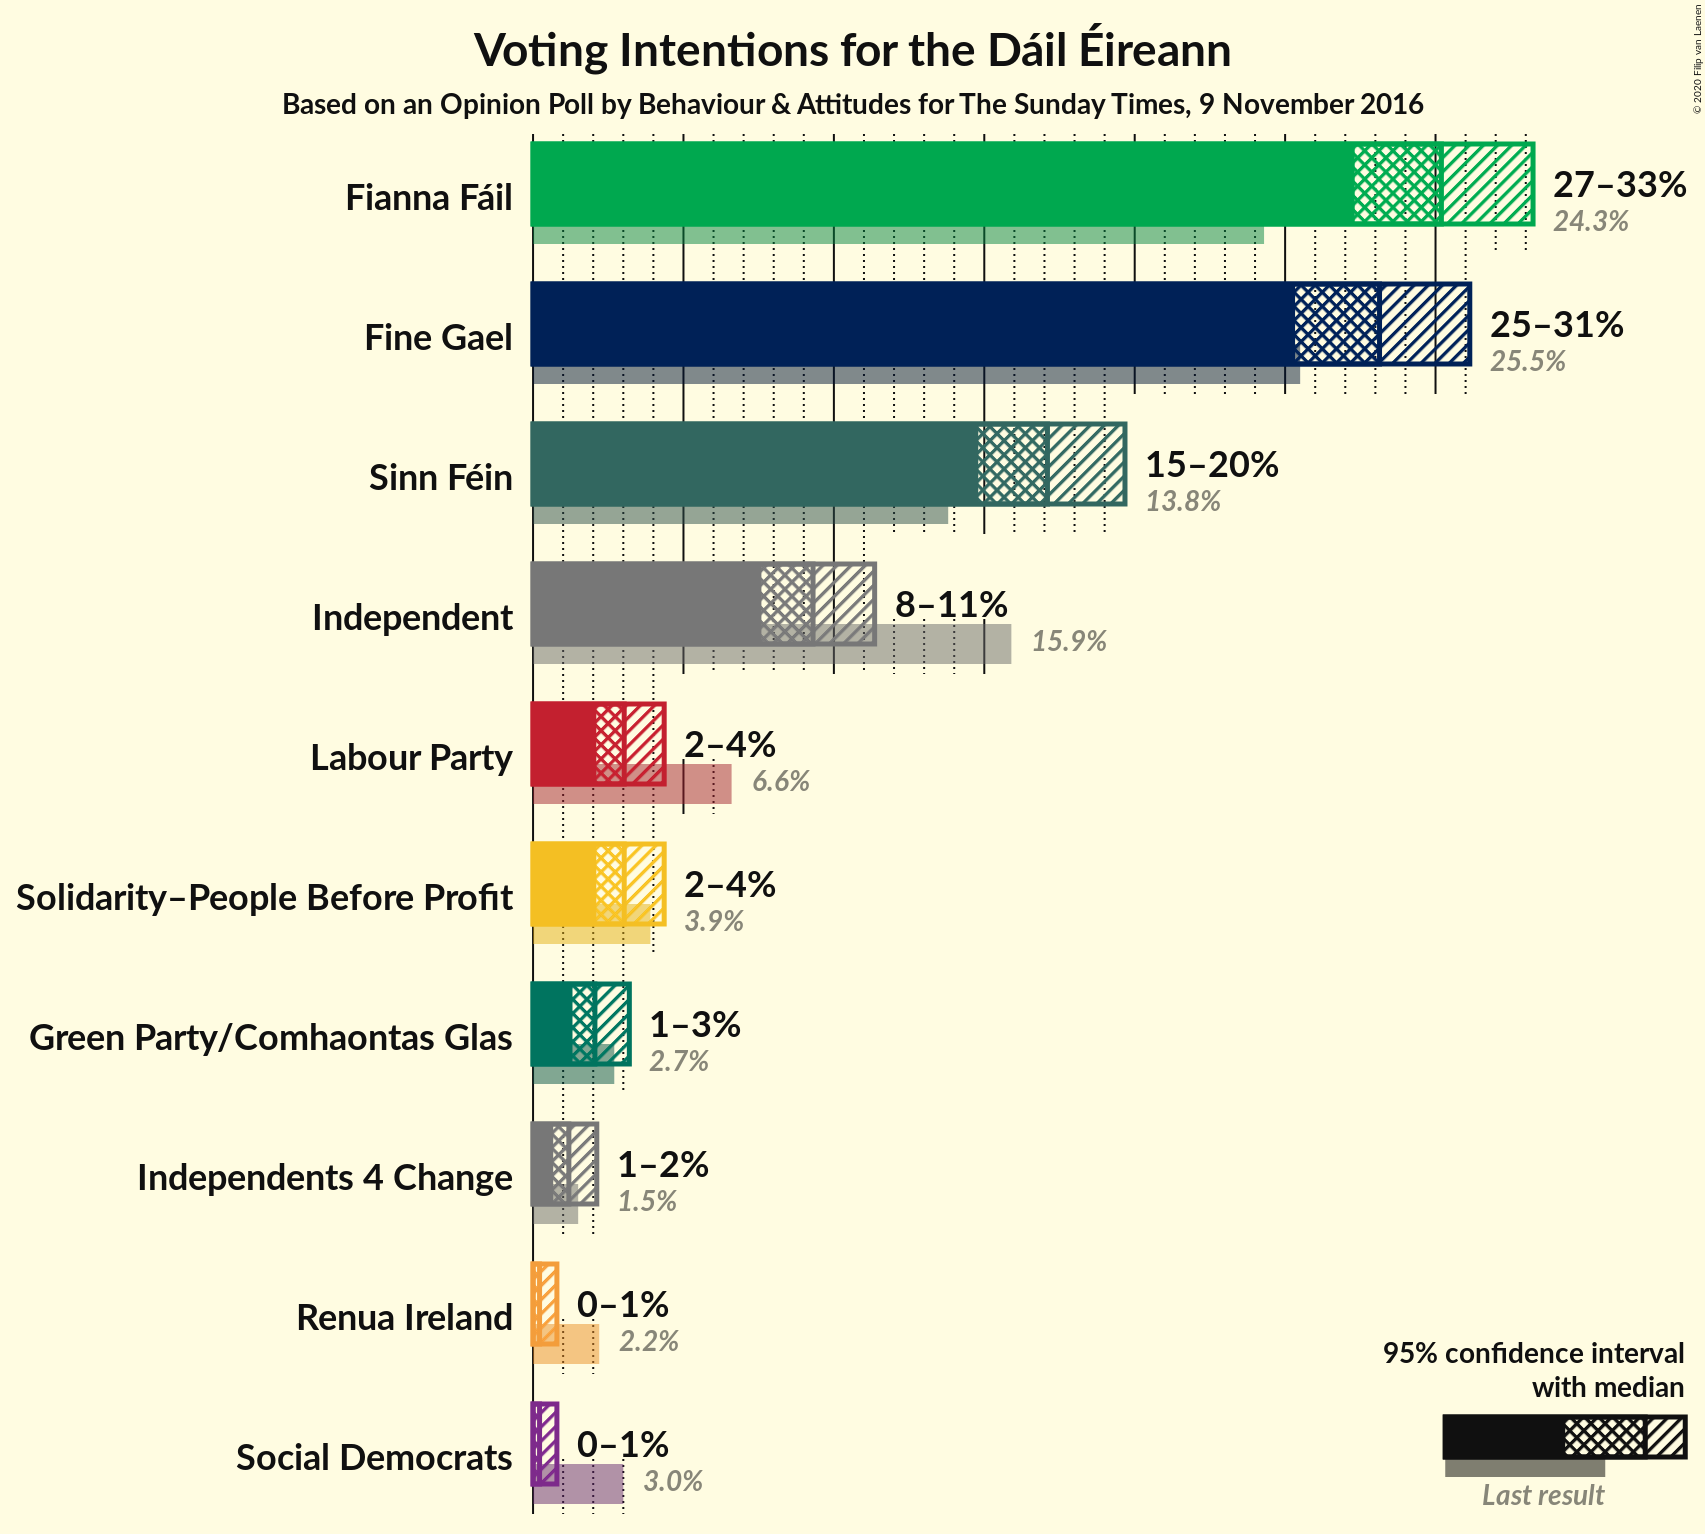 Voting Intentions for the Dáil Éireann
Based on an Opinion Poll by Behaviour & Attitudes for The Sunday Times, 9 November 2016
© 2020 Filip van Laenen
Fianna Fáil
27–33%
24.3%
Fine Gael
25–31%
25.5%
Sinn Féin
15–20%
13.8%
Independent
8–11%
15.9%
Labour Party
2–4%
6.6%
Solidarity–People Before Profit
2–4%
3.9%
Green Party/Comhaontas Glas
1–3%
2.7%
Independents 4 Change
1–2%
1.5%
Renua Ireland
0–1%
2.2%
Social Democrats
0–1%
3.0%
95% confidence interval
with median
Last result